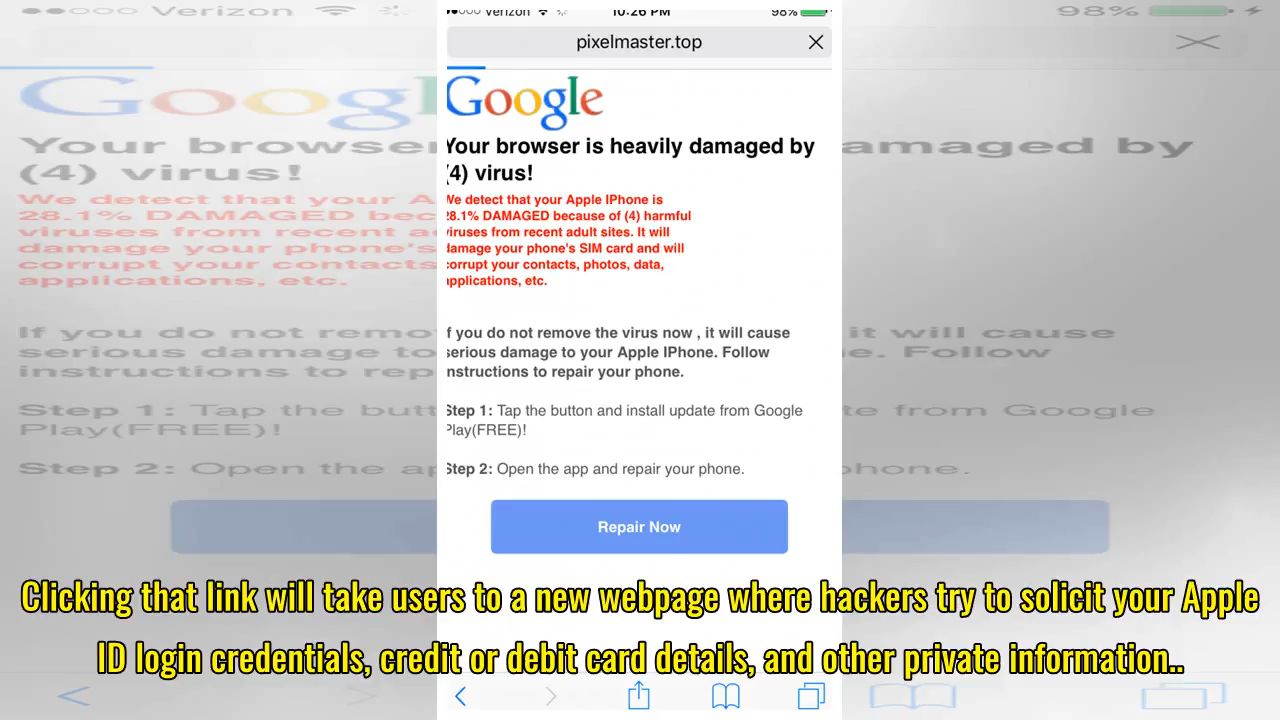 Verizon
10:26 PM
98%
pixelmaster.top
Google
Your browser is heavily damaged by
(4) virus!
We detect that your Apple IPhone is
28.1% DAMAGED because of (4) harmful
viruses from recent adult sites. It will
damage your phone's SIM card and will
corrupt your contacts, photos, data,
applications, etc.
If you do not remove the virus now , it will cause
serious damage to your Apple IPhone. Follow
instructions to repair your phone.
Step 1: Tap the button and install update from Google
Play(FREE)!
Step 2: Open the app and repair your phone.
Repair Now
Clicking that link will take users to a new webpage where hackers try to solicit your Apple
ID login credentials, credit or debit card details, and other private information..